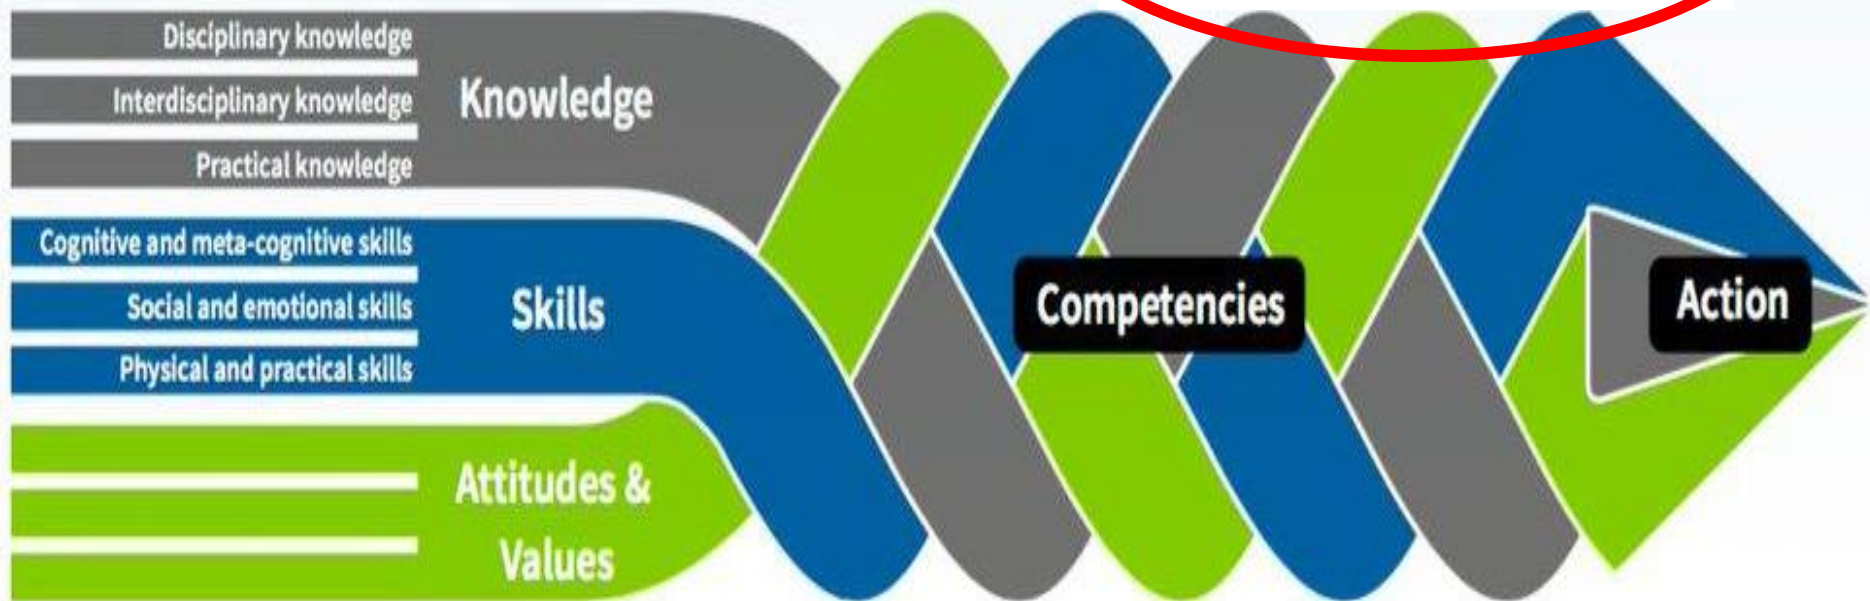 Disciplinary knowledge
Interdisciplinary knowledge
Practical knowledge
Knowledge
Cognitive and meta-cognitive skills
Social and emotional skills
Physical and practical skills
Skills
Attitudes &
Values
Competencies
Action